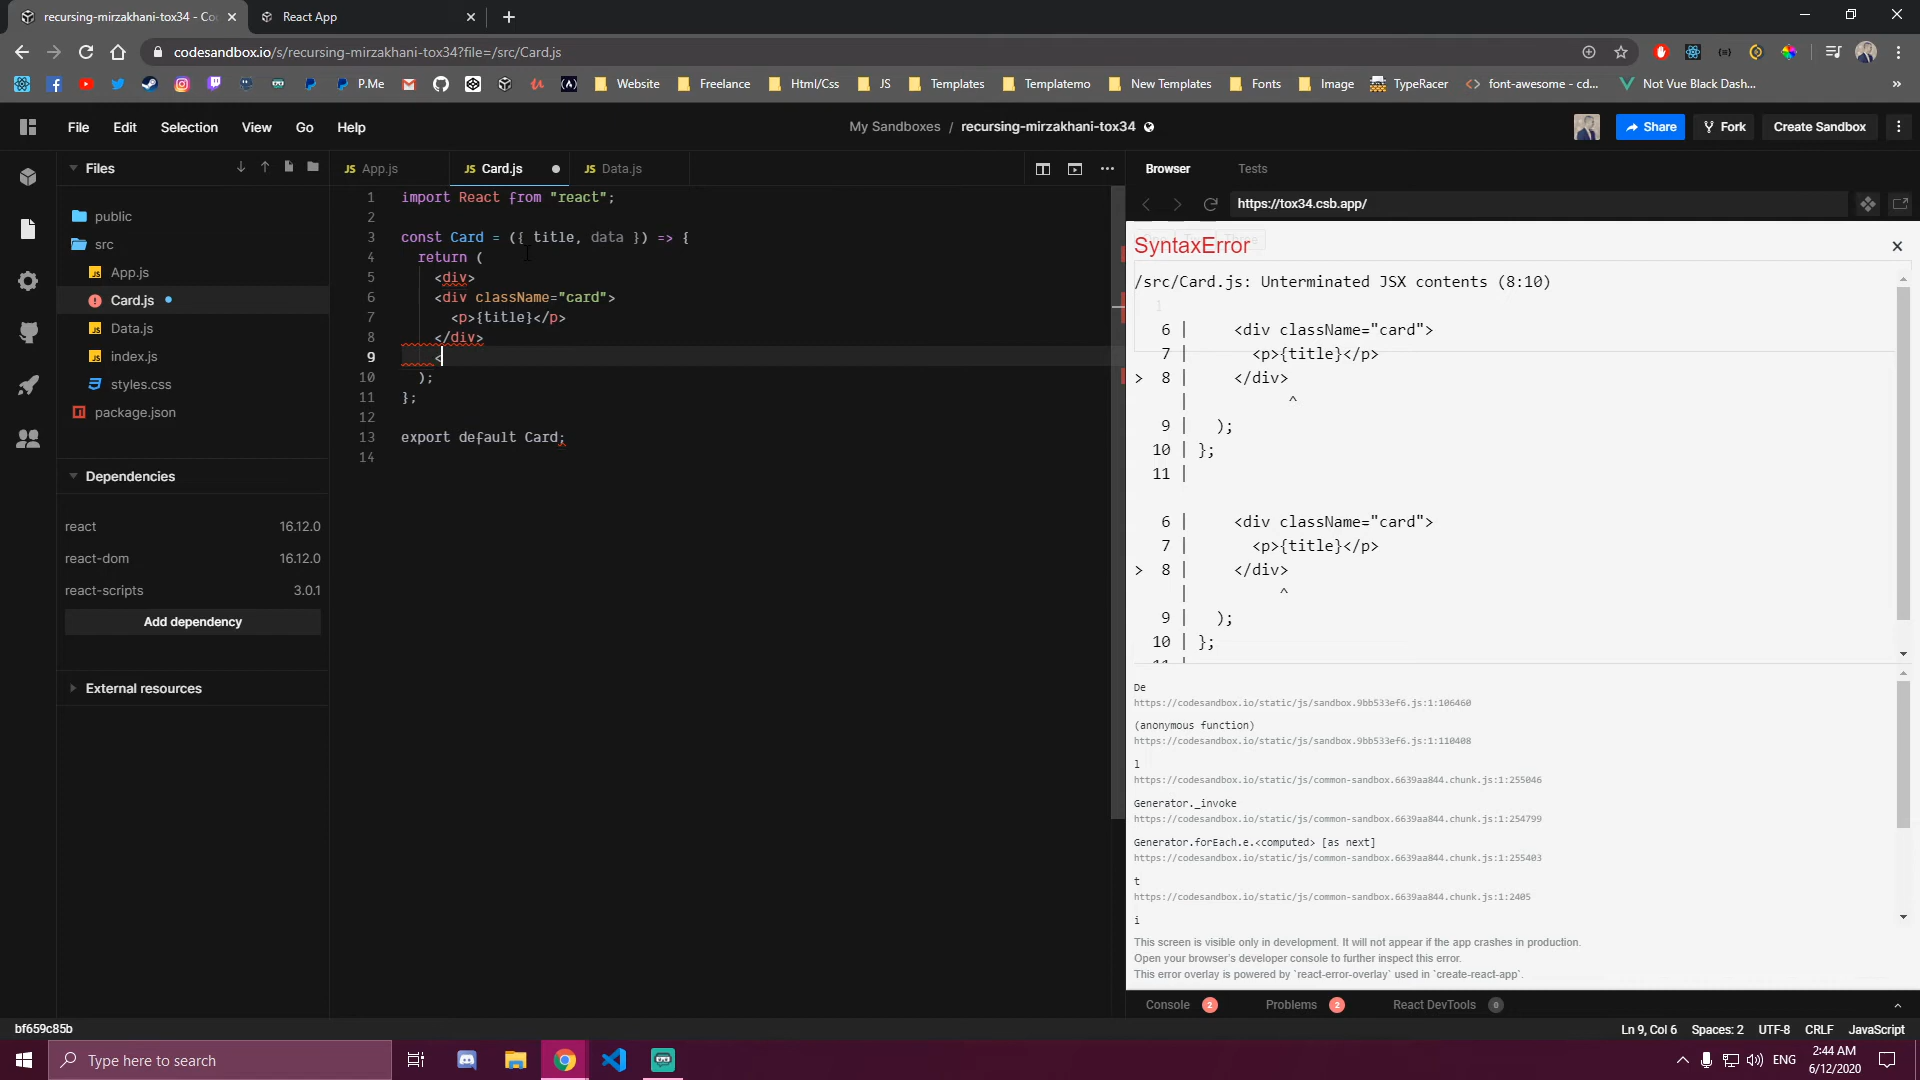 recursing-mirzakhani-tox34 - Co
React App
codesandbox.io/s/recursing-mirzakhani-tox34?file=/src/Card.js
P.Me
Website
Freelance
Html/Css
JS
Templates
Templatemo
New Templates
Fonts
Image
TypeRacer
font-awesome - cd...
Not Vue Black Dash...
File Edit Selection View Go Help
My Sandboxes / recursing-mirzakhani-tox34
Share
Fork
Create Sandbox
Files
public
src
App.js
Card.js
Data.js
index.js
styles.css
package.json
Dependencies
react 16.12.0
react-dom 16.12.0
react-scripts 3.0.1
Add dependency
External resources
JS App.js
JS Card.js
JS Data.js
1 import React from "react";
2
3 const Card = ({ title, data }) => {
4 return (
5 <div>
6 <div className="card">
7 <p>{title}</p>
8 </div>
9 <
10 );
11 };
12
13 export default Card;
14
Browser
Tests
https://tox34.csb.app/
SyntaxError
/src/Card.js: Unterminated JSX contents (8:10)
6 | <div className="card">
7 | <p>{title}</p>
> 8 | </div>
| ^
9 | );
10 | };
11 |
6 | <div className="card">
7 | <p>{title}</p>
> 8 | </div>
| ^
9 | );
10 | };
11 |
De
https://codesandbox.io/static/js/sandbox.9bb533ef6.js:1:106460
(anonymous function)
https://codesandbox.io/static/js/sandbox.9bb533ef6.js:1:110408
l
https://codesandbox.io/static/js/common-sandbox.6639aa844.chunk.js:1:255046
Generator._invoke
https://codesandbox.io/static/js/common-sandbox.6639aa844.chunk.js:1:254799
Generator.forEach.e.<computed> [as next]
https://codesandbox.io/static/js/common-sandbox.6639aa844.chunk.js:1:255403
t
https://codesandbox.io/static/js/common-sandbox.6639aa844.chunk.js:1:2405
i
This screen is visible only in development. It will not appear if the app crashes in production.
Open your browser's developer console to further inspect this error.
This error overlay is powered by `react-error-overlay` used in `create-react-app`.
Console 2
Problems 2
React DevTools 0
bf659c85b
Ln 9, Col 6 Spaces: 2 UTF-8 CRLF JavaScript
Type here to search
ENG
2:44 AM
6/12/2020